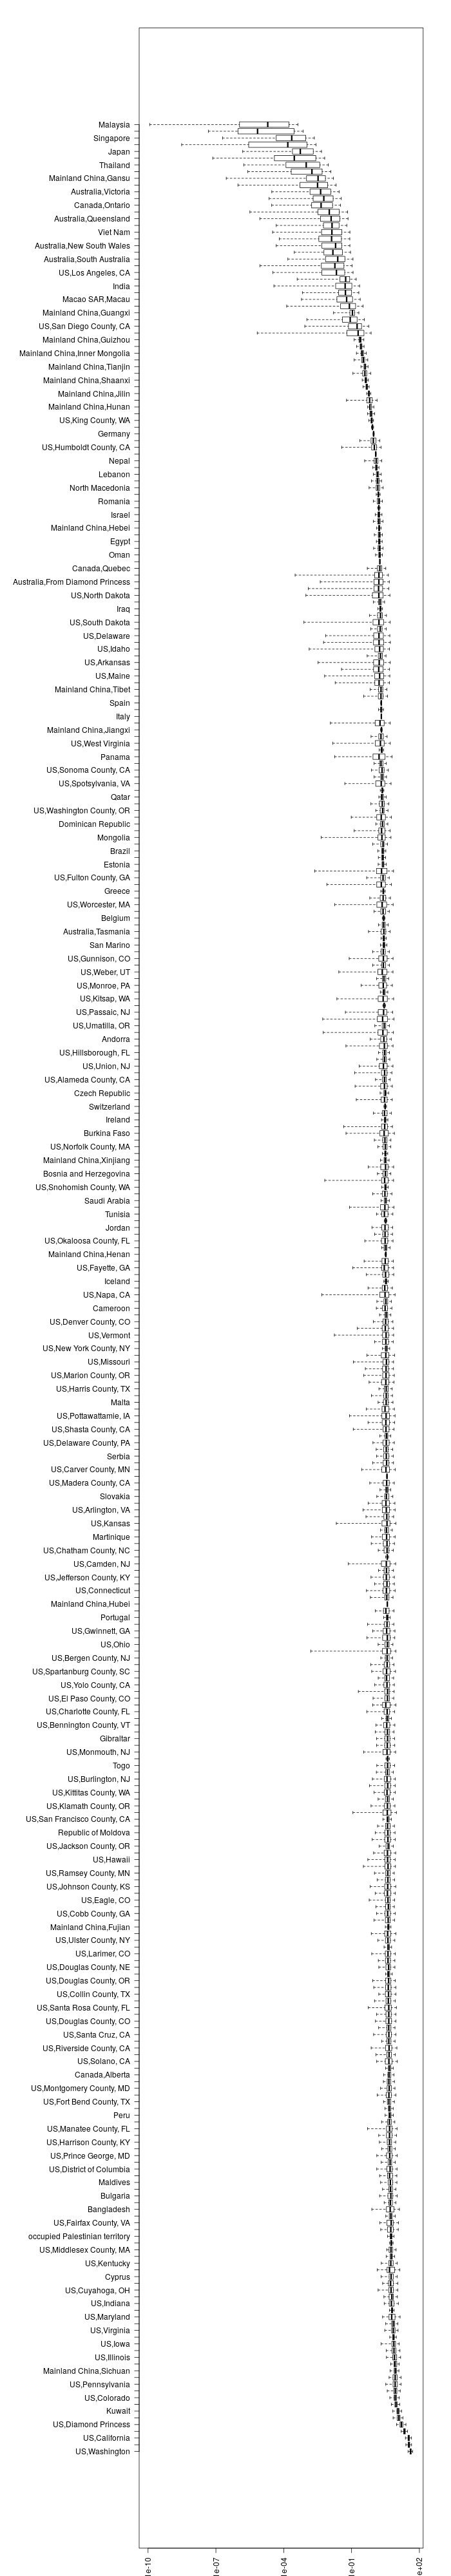 Malaysia
Singapore
Japan
Thailand
Mainland China,Gansu
Australia,Victoria
Canada,Ontario
Australia,Queensland
Viet Nam
Australia,New South Wales
Australia,South Australia
US,Los Angeles, CA
India
Macao SAR,Macau
Mainland China,Guangxi
US,San Diego County, CA
Mainland China,Guizhou
Mainland China,Inner Mongolia
Mainland China,Tianjin
Mainland China,Shaanxi
Mainland China,Jilin
Mainland China,Hunan
US,King County, WA
Germany
US,Humboldt County, CA
Nepal
Lebanon
North Macedonia
Romania
Israel
Mainland China,Hebei
Egypt
Oman
Canada,Quebec
Australia,From Diamond Princess
US,North Dakota
Iraq
US,South Dakota
US,Delaware
US,Idaho
US,Arkansas
US,Maine
Mainland China,Tibet
Spain
Italy
Mainland China,Jiangxi
US,West Virginia
Panama
US,Sonoma County, CA
US,Spotsylvania, VA
Qatar
US,Washington County, OR
Dominican Republic
Mongolia
Brazil
Estonia
US,Fulton County, GA
Greece
US,Worcester, MA
Belgium
Australia,Tasmania
San Marino
US,Gunnison, CO
US,Weber, UT
US,Monroe, PA
US,Kitsap, WA
US,Passaic, NJ
US,Umatilla, OR
Andorra
US,Hillsborough, FL
US,Union, NJ
US,Alameda County, CA
Czech Republic
Switzerland
Ireland
Burkina Faso
US,Norfolk County, MA
Mainland China,Xinjiang
Bosnia and Herzegovina
US,Snohomish County, WA
Saudi Arabia
Tunisia
Jordan
US,Okaloosa County, FL
Mainland China,Henan
US,Fayette, GA
Iceland
US,Napa, CA
Cameroon
US,Denver County, CO
US,Vermont
US,New York County, NY
US,Missouri
US,Marion County, OR
US,Harris County, TX
Malta
US,Pottawattamie, IA
US,Shasta County, CA
US,Delaware County, PA
Serbia
US,Carver County, MN
US,Madera County, CA
Slovakia
US,Arlington, VA
US,Kansas
Martinique
US,Chatham County, NC
US,Camden, NJ
US,Jefferson County, KY
US,Connecticut
Mainland China,Hubei
Portugal
US,Gwinnett, GA
US,Ohio
US,Bergen County, NJ
US,Spartanburg County, SC
US,Yolo County, CA
US,El Paso County, CO
US,Charlotte County, FL
US,Bennington County, VT
Gibraltar
US,Monmouth, NJ
Togo
US,Burlington, NJ
US,Kittitas County, WA
US,Klamath County, OR
US,San Francisco County, CA
Republic of Moldova
US,Jackson County, OR
US,Hawaii
US,Ramsey County, MN
US,Johnson County, KS
US,Eagle, CO
US,Cobb County, GA
Mainland China,Fujian
US,Ulster County, NY
US,Larimer, CO
US,Douglas County, NE
US,Douglas County, OR
US,Collin County, TX
US,Santa Rosa County, FL
US,Douglas County, CO
US,Santa Cruz, CA
US,Riverside County, CA
US,Solano, CA
Canada,Alberta
US,Montgomery County, MD
US,Fort Bend County, TX
Peru
US,Manatee County, FL
US,Harrison County, KY
US,Prince George, MD
US,District of Columbia
Maldives
Bulgaria
Bangladesh
US,Fairfax County, VA
occupied Palestinian territory
US,Middlesex County, MA
US,Kentucky
Cyprus
US,Cuyahoga, OH
US,Indiana
US,Maryland
US,Virginia
US,Iowa
US,Illinois
Mainland China,Sichuan
US,Pennsylvania
US,Colorado
Kuwait
US,Diamond Princess
US,California
US,Washington
e-10
e-07
e-04
e-01
e+02